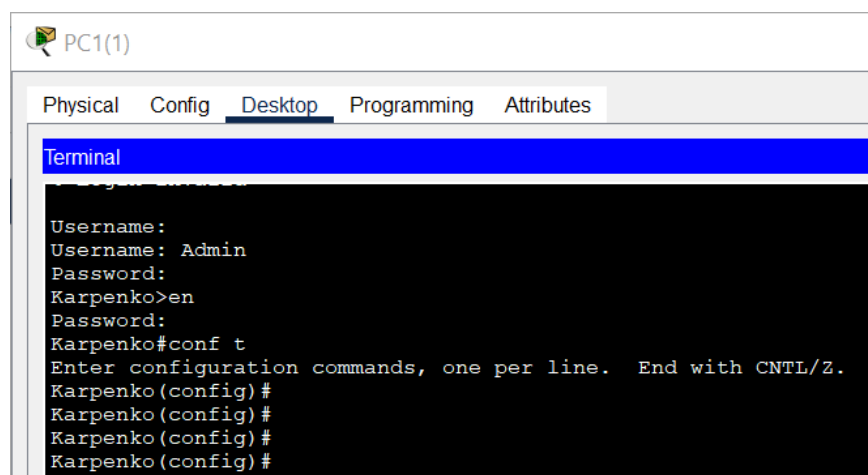 PC1(1)
Physical Config Desktop Programming Attributes
Terminal
Username:
Username: Admin
Password:
Karpenko>en
Password:
Karpenko#conf t
Enter configuration commands, one per line.  End with CNTL/Z.
Karpenko(config)#
Karpenko(config)#
Karpenko(config)#
Karpenko(config)#